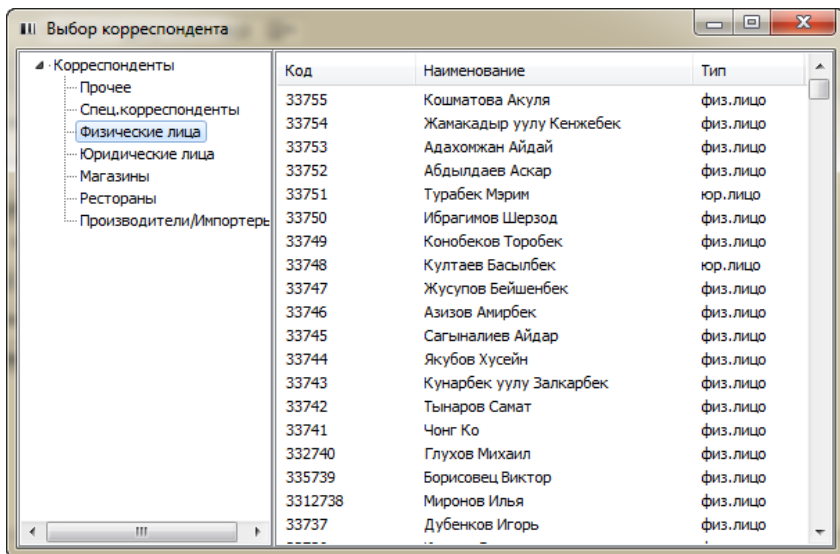 Выбор корреспондента
Корреспонденты
Прочее
Спец.корреспонденты
Физические лица
Юридические лица
Магазины
Рестораны
Производители/Импортеры
Код Наименование Тип
33755 Кошматова Акуля физ.лицо
33754 Жамакадыр уулу Кенжебек физ.лицо
33753 Адахомжан Айдай физ.лицо
33752 Абдылдаев Аскар физ.лицо
33751 Турабек Мэрим юр.лицо
33750 Ибрагимов Шерзод физ.лицо
33749 Конобеков Торобек физ.лицо
33748 Култаев Басылбек юр.лицо
33747 Жусупов Бейшенбек физ.лицо
33746 Азизов Амирбек физ.лицо
33745 Сагыналиев Айдар физ.лицо
33744 Якубов Хусейн физ.лицо
33743 Кунарбек уулу Залкарбек физ.лицо
33742 Тынаров Самат физ.лицо
33741 Чонг Ко физ.лицо
332740 Глухов Михаил физ.лицо
335739 Борисовец Виктор физ.лицо
3312738 Миронов Илья физ.лицо
33737 Дубенков Игорь физ.лицо